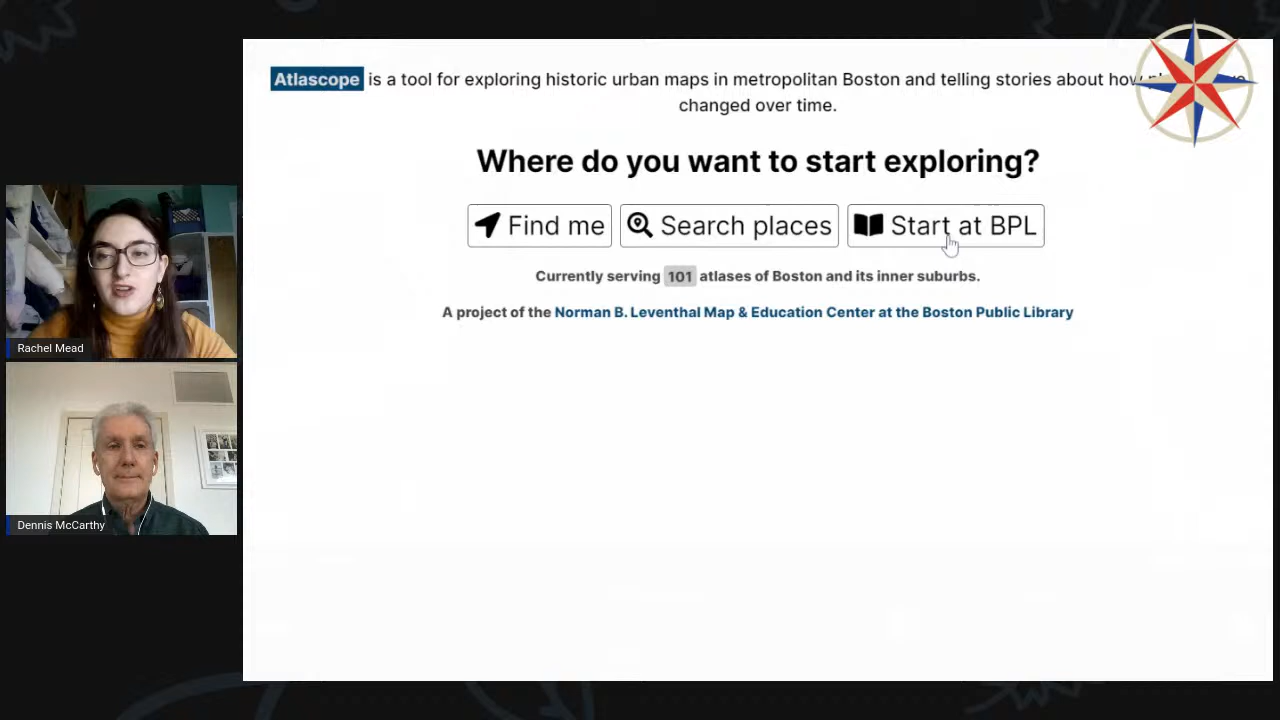 Atlascope is a tool for exploring historic urban maps in metropolitan Boston and telling stories about how
changed over time.
Where do you want to start exploring?
Find me
Search places
Start at BPL
Currently serving 101 atlases of Boston and its inner suburbs.
A project of the Norman B. Leventhal Map & Education Center at the Boston Public Library
Rachel Mead
Dennis McCarthy